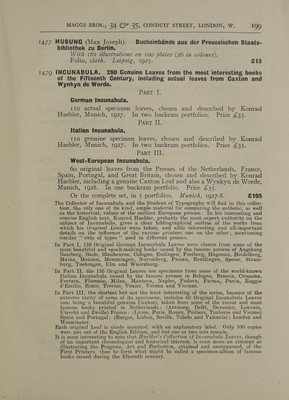 MAGGS BROS., 34 & 35, CONDUIT STREET, LONDON, W. 199
1477 HUSUNG (Max Joseph). Bucheinbände aus der Preussischen Staats-
bibliothek zu Berlin.
With 162 illustrations on 100 plates (26 in colours).
Folio, cloth. Leipzig, 1925. £13
1479 INCUNABULA. 280 Genuine Leaves from the most interesting books
of the Fifteenth Century, including actual leaves from Caxton and
Wynkyn de Worde.
PART I.
German Incunabula.
110 actual specimen leaves, chosen and described by Konrad
Haebler, Munich, 1927. In two buckram portfolios. Price £35.
PART II.
Italian Incunabula.
110 genuine specimen leaves, chosen and described by Konrad
Haebler, Munich, 1927. In two buckram portfolios. Price £35.
PART III.
West-European Incunabula.
60 original leaves from the Presses of the Netherlands, France,
Spain, Portugal, and Great Britain, chosen and described by Konrad
Haebler, including a genuine Caxton Leaf and also a Wynkyn de Worde,
Munich, 1928. In one buckram portfolio. Price £35.
Or the complete set, in 5 portfolios. Munich, 1927-8. £105
The Collector of Incunabula and the Student of Typography will find in this collec-
tion, the only one of its kind, ample material for comparing the æsthetic, as well
as the historical, values of the earliest European presses. In his interesting and
concise English text, Konrad Haebler, probably the most expert authority on the
subject of Incunabula, gives a short biographical outline of the works from
which his Original Leaves were taken, and adds interesting and all-important
details on the influence of the various printers; one on the other; mentioning
similar " cuts of types " used in different presses.
In Part I, 110 Original German Incunabula Leaves were chosen from some of the
most beautiful and epoch-making books issued by the famous presses of Augsburg
Bamberg, Basle, Blaubeuren, Cologne, Esslingen, Freiburg, Hagenau, Heidelberg,
Mainz, Meissen, Memmingen, Nuremberg, Passau, Reutlingen, Speyer, Strass-
burg, Tuebengen, Ulm and Wuerzburg.
In Part II, the 110 Original Leaves are specimens from some of the world-known
Italian Incunabula issued by the famous presses in Bologna, Brescia, Cremona,
Ferrara, Florence, Milan, Mantova, Naples, Padova, Parma, Pavia, Reggio
d'Emilia, Rome, Treviso, Venice, Verona and Vicenza.
In Part III, the shortest but not the least interesting of the series, because of the
extreme rarity of some of its specimens, includes 60 Original Incunabula Leaves
(one being a beautiful genuine Caxton), taken from some of the rarest and most
famous books printed in the Netherlands: (Antwerp, Delft, Deventer, Louvain,
Utrecht and Zwolle) France: (Lyons, Paris, Rouen, Poitiers, Toulouse and Vienne)
Spain and Portugal: (Burgos, Lisbon, Seville, Toledo and Valencia); London and
Westminster.
Each original Leaf is nicely mounted, with an explanatory label. Only 100 copies
were put out of the English Edition, and but one or two sets remain.
It is most interesting to note that Haebler's Collection of Incunabula Leaves, though
of an important chronological and historical interest, is even more an attempt at
illustrating the Progress, Art and Perfection, attained and undertaken of the
First Printers, than to form what might be called a specimen-album of famous
books issued during the fifteenth century.